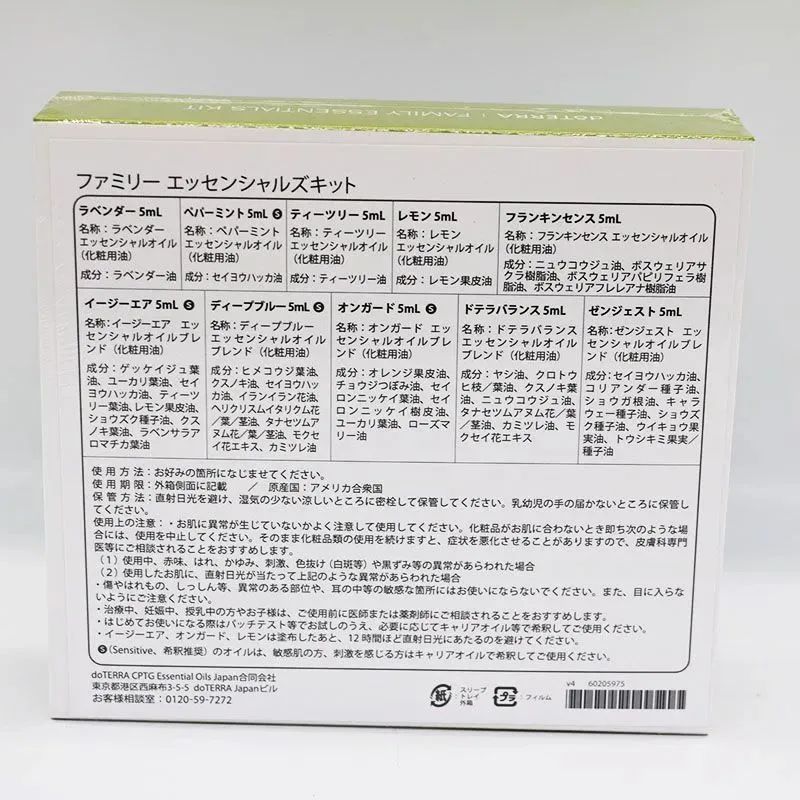 doTERRA | FAMILY ESSENTIALS KIT
ファミリー エッセンシャルズキット
ラベンダー 5mL
名称：ラベンダー
エッセンシャルオイル
（化粧用油）
成分：ラベンダー油
ペパーミント 5mL Ⓢ
名称：ペパーミント
エッセンシャルオイル
（化粧用油）
成分：セイヨウハッカ油
ティーツリー 5mL
名称：ティーツリー
エッセンシャルオイル
（化粧用油）
成分：ティーツリー油
レモン 5mL
名称：レモン
エッセンシャルオイル
（化粧用油）
成分：レモン果皮油
フランキンセンス 5mL
名称：フランキンセンス エッセンシャルオイル
（化粧用油）
成分：ニュウコウジュ油、ボスウェリアサ
クラ樹脂油、ボスウェリアパピリフェラ樹
脂油、ボスウェリアフレレアナ樹脂油
イージーエア 5mL Ⓢ
名称：イージーエア エッ
センシャルオイルブレ
ンド（化粧用油）
成分：ゲッケイジュ葉
油、ユーカリ葉油、セイ
ヨウハッカ油、ティーツ
リー葉油、レモン果皮油、
ショウズク種子油、クス
ノキ葉油、ラベンサラア
ロマチカ葉油
ディープブルー 5mL Ⓢ
名称：ディープブルー
エッセンシャルオイル
ブレンド（化粧用油）
成分：ヒメコウジ葉油、
クスノキ油、セイヨウハッ
カ油、イランイラン花油、
ヘリクリスムイタリクム花／
葉／茎油、タナセツムア
ンヌム花／葉／茎油、モクセ
イ花エキス、カミツレ油
オンガード 5mL Ⓢ
名称：オンガード エッ
センシャルオイルブレ
ンド（化粧用油）
成分：オレンジ果皮油、
チョウジつぼみ油、セ
イロンニッケイ葉油、
セイロンニッケイ樹皮油、
ユーカリ葉油、ローズマ
リー油
ドテラバランス 5mL
名称：ドテラバランス
エッセンシャルオイル
ブレンド（化粧用油）
成分：ヤシ油、クロトウ
ヒ枝／葉油、クスノキ葉
油、ニュウコウジュ油、
タナセツムアンヌム花／葉
／茎油、カミツレ油、モ
クセイ花エキス
ゼンジェスト 5mL
名称：ゼンジェスト エッ
センシャルオイルブレ
ンド（化粧用油）
成分：セイヨウハッカ油、
コリアンダー種子油、
ショウガ根油、キャラ
ウェー種子油、ショウズ
ク種子油、ウイキョウ果
実油、トウシキミ果実／
種子油
使 用 方 法：お好みの箇所になじませてください。
使 用 期 限：外箱側面に記載 ／ 原産国：アメリカ合衆国
保 管 方 法：直射日光を避け、湿気の少ない涼しいところに密栓して保管してください。乳幼児の手の届かないところに保管し
てください。
使用上の注意：・お肌に異常が生じていないかよく注意して使用してください。化粧品がお肌に合わないとき即ち次のような場合
には、使用を中止してください。そのまま化粧品類の使用を続けますと、症状を悪化させることがありますので、皮膚科専門
医等にご相談されることをおすすめします。
（1）使用中、赤味、はれ、かゆみ、刺激、色抜け（白斑等）や黒ずみ等の異常があらわれた場合
（2）使用したお肌に、直射日光が当たって上記のような異常があらわれた場合
・傷やはれもの、しっしん等、異常のある部位や、耳の中等の敏感な箇所にはお使いにならないでください。また、目に入らな
いようにご注意ください。
・治療中、妊娠中、授乳中の方やお子様は、ご使用前に医師または薬剤師にご相談されることをおすすめします。
・はじめてお使いになる際はパッチテスト等でお試しのうえ、必要に応じてキャリアオイル等で希釈してご使用ください。
・イージーエア、オンガード、レモンは塗布したあと、12 時間ほど直射日光にあたるのを避けてください。
Ⓢ(Sensitive、希釈推奨）のオイルは、敏感肌の方、刺激を感じる方はキャリアオイルで希釈してご使用ください。
doTERRA CPTG Essential Oils Japan合同会社
東京都港区西麻布3-5-5 doTERRA Japanビル
お客様相談室：0120-59-7272
紙
スリーブ
トレイ
外箱
プラ
：フィルム
v4 60205975